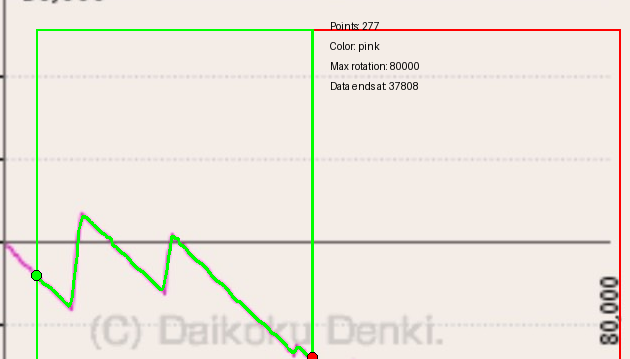 Points: 277
Color: pink
Max rotation: 80000
Data ends at: 37808
80,000
(C) Daikoku Denki.